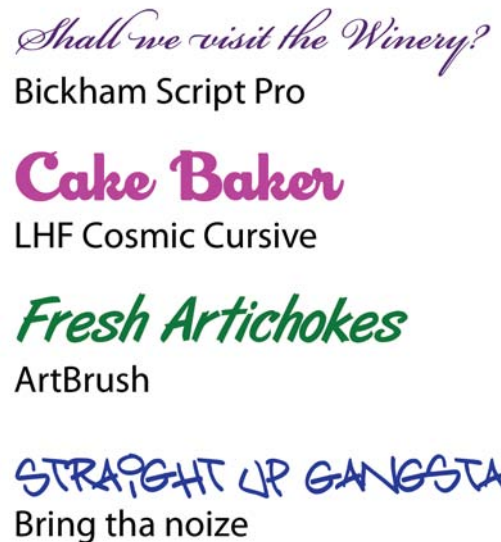 Shall we visit the Winery?
Bickham Script Pro
Cake Baker
LHF Cosmic Cursive
Fresh Artichokes
ArtBrush
STRAIGHT UP GANGSTA
Bring tha noize